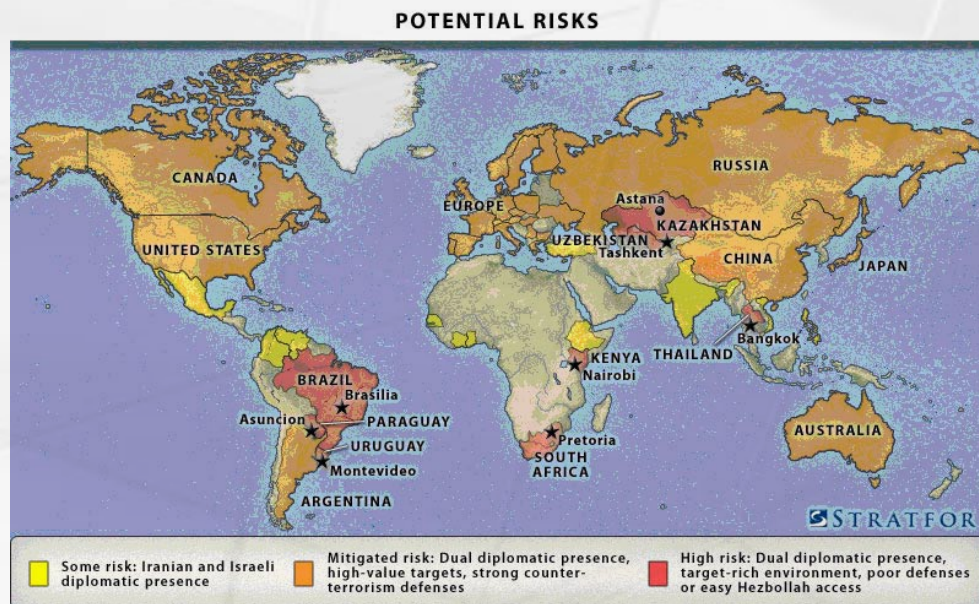 POTENTIAL RISKS
CANADA
UNITED STATES
EUROPE
RUSSIA
Astana
KAZAKHSTAN
UZBEKISTAN
Tashkent
CHINA
JAPAN
THAILAND
Bangkok
KENYA
Nairobi
BRAZIL
Brasilia
Asuncion
PARAGUAY
URUGUAY
Montevideo
ARGENTINA
Pretoria
SOUTH
AFRICA
AUSTRALIA
STRATFOR
Some risk: Iranian and Israeli
diplomatic presence
Mitigated risk: Dual diplomatic presence,
high-value targets, strong counter-
terrorism defenses
High risk: Dual diplomatic presence,
target-rich environment, poor defenses
or easy Hezbollah access